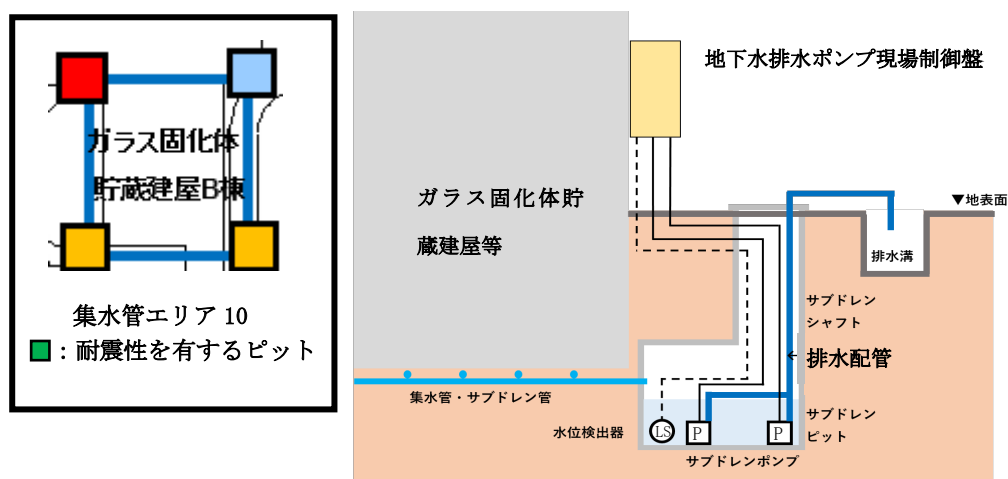 ガラス固化体
貯蔵建屋B棟
集水管エリア 10
：耐震性を有するピット
地下水排水ポンプ現場制御盤
ガラス固化体貯
蔵建屋等
▼地表面
排水溝
サブドレン
シャフト
排水配管
集水管・サブドレン管
水位検出器
LS
P
P
サブドレン
ピット
サブドレンポンプ